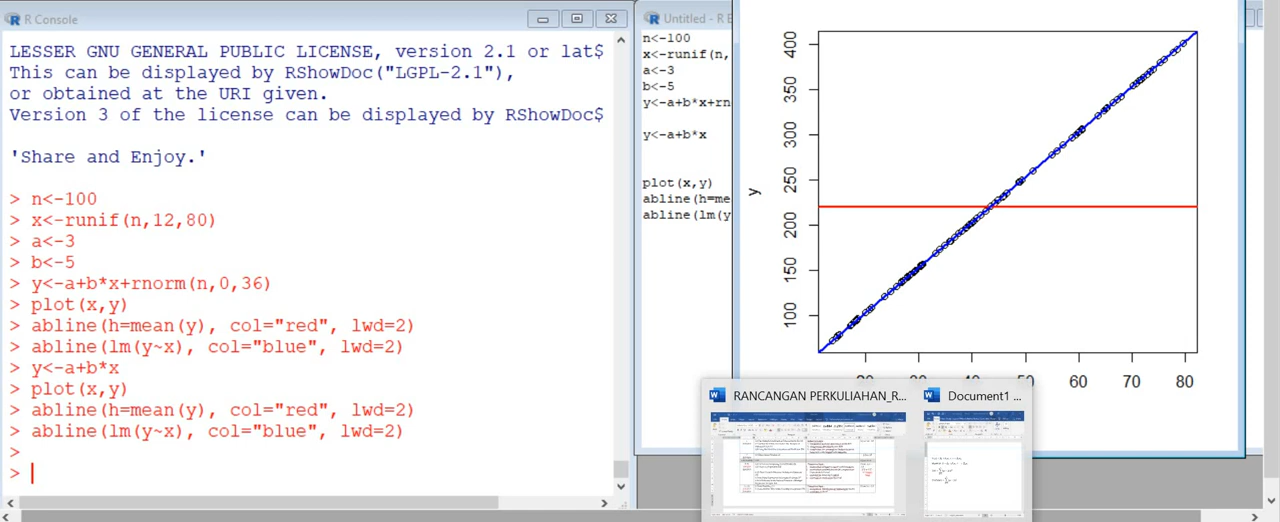 R Console
LESSER GNU GENERAL PUBLIC LICENSE, version 2.1 or lat$
This can be displayed by RShowDoc("LGPL-2.1"),
or obtained at the URI given.
Version 3 of the license can be displayed by RShowDoc$
'Share and Enjoy.'
> n<-100
> x<-runif(n,12,80)
> a<-3
> b<-5
> y<-a+b*x+rnorm(n,0,36)
> plot(x,y)
> abline(h=mean(y), col="red", lwd=2)
> abline(lm(y~x), col="blue", lwd=2)
> y<-a+b*x
> plot(x,y)
> abline(h=mean(y), col="red", lwd=2)
> abline(lm(y~x), col="blue", lwd=2)
>
>
Untitled - R E
n<-100
x<-runif(n,
a<-3
b<-5
y<-a+b*x+rn
y<-a+b*x
plot(x,y)
abline(h=me
abline(lm(y
y
400
350
300
250
200
150
100
60 70 80
RANCANGAN PERKULIAHAN_R...
Document1 ...